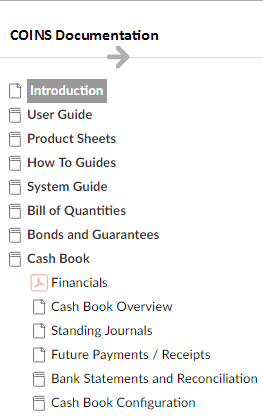 COINS Documentation
Introduction
User Guide
Product Sheets
How To Guides
System Guide
Bill of Quantities
Bonds and Guarantees
Cash Book
Financials
Cash Book Overview
Standing Journals
Future Payments / Receipts
Bank Statements and Reconciliation
Cash Book Configuration